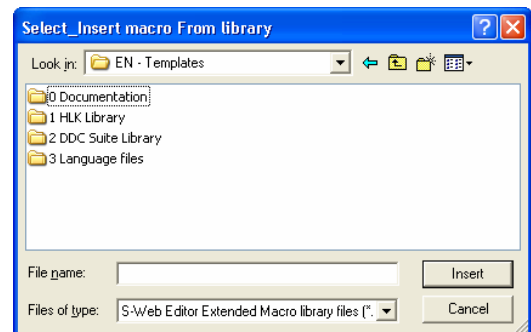 Select_Insert macro From library
Look in: EN - Templates
0 Documentation
1 HLK Library
2 DDC Suite Library
3 Language files
File name: Insert
Files of type: S-Web Editor Extended Macro library files (*. Cancel